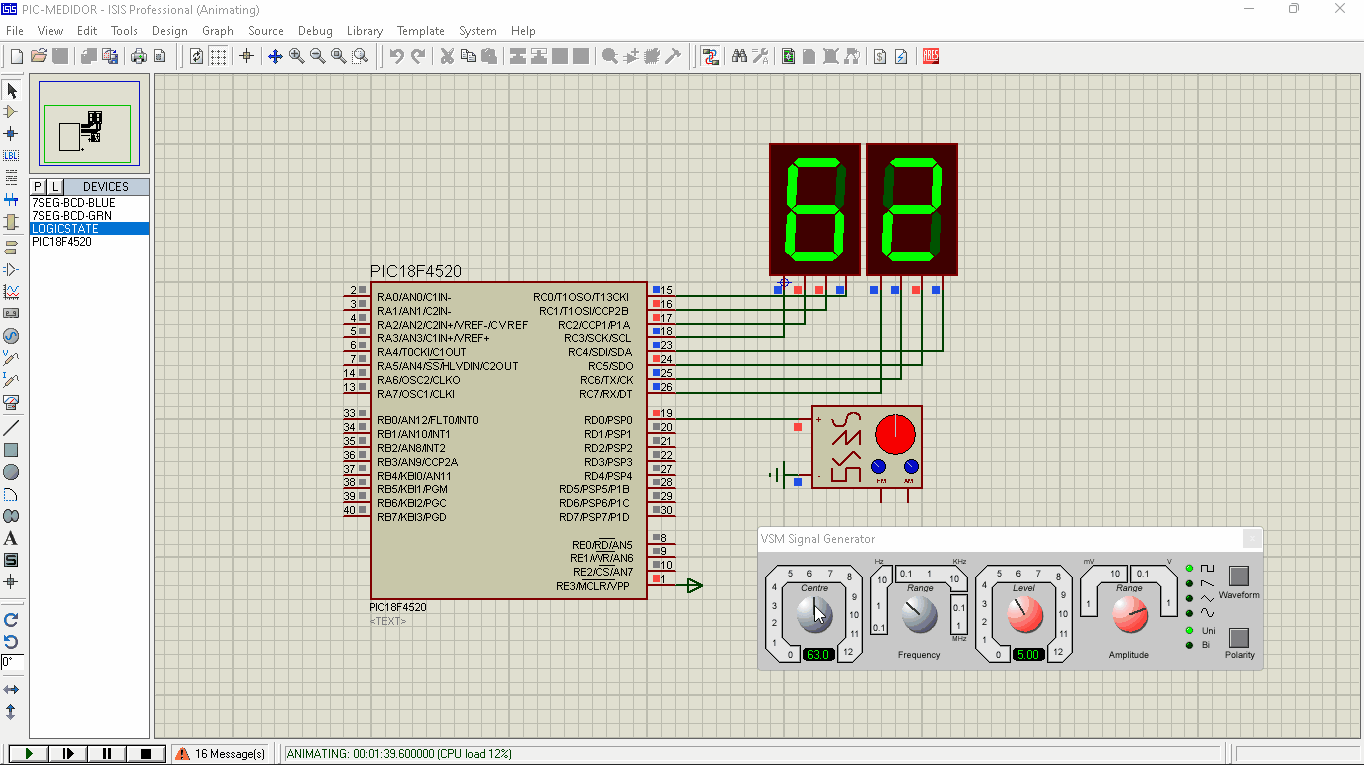 PIC-MEDIDOR - ISIS Professional (Animating)
File View Edit Tools Design Graph Source Debug Library Template System Help
P L DEVICES
7SEG-BCD-BLUE
7SEG-BCD-GRN
LOGICSTATE
PIC18F4520
LBL
A
S
0°
ARES
62
PIC18F4520
2 RA0/AN0/C1IN- RC0/T1OSO/T13CKI 15
3 RA1/AN1/C2IN- RC1/T1OSI/CCP2B 16
4 RA2/AN2/C2IN+/VREF-/CVREF RC2/CCP1/P1A 17
5 RA3/AN3/C1IN+/VREF+ RC3/SCK/SCL 18
6 RA4/T0CKI/C1OUT RC4/SDI/SDA 23
7 RA5/AN4/SS/HLVDIN/C2OUT RC5/SDO 24
14 RA6/OSC2/CLKO RC6/TX/CK 25
13 RA7/OSC1/CLKI RC7/RX/DT 26
33 RB0/AN12/FLT0/INT0 RD0/PSP0 19
34 RB1/AN10/INT1 RD1/PSP1 20
35 RB2/AN8/INT2 RD2/PSP2 21
36 RB3/AN9/CCP2A RD3/PSP3 22
37 RB4/KBI0/AN11 RD4/PSP4 27
38 RB5/KBI1/PGM RD5/PSP5/P1B 28
39 RB6/KBI2/PGC RD6/PSP6/P1C 29
40 RB7/KBI3/PGD RD7/PSP7/P1D 30
RE0/RD/AN5 8
RE1/WR/AN6 9
RE2/CS/AN7 10
RE3/MCLR/VPP 1
PIC18F4520
<TEXT>
+
-
FM AM
VSM Signal Generator
0 1 2 3 4 5 6 7 8 9 10 11 12
Centre
63.0
Hz KHz
0.1 1 10 0.1 1 10 0.1 1
MHz
Range
Frequency
0 1 2 3 4 5 6 7 8 9 10 11 12
Level
5.00
mV V
1 10 0.1 1
Range
Amplitude
Waveform
Uni
Bi
Polarity
16 Message(s)
ANIMATING: 00:01:39.600000 (CPU load 12%)